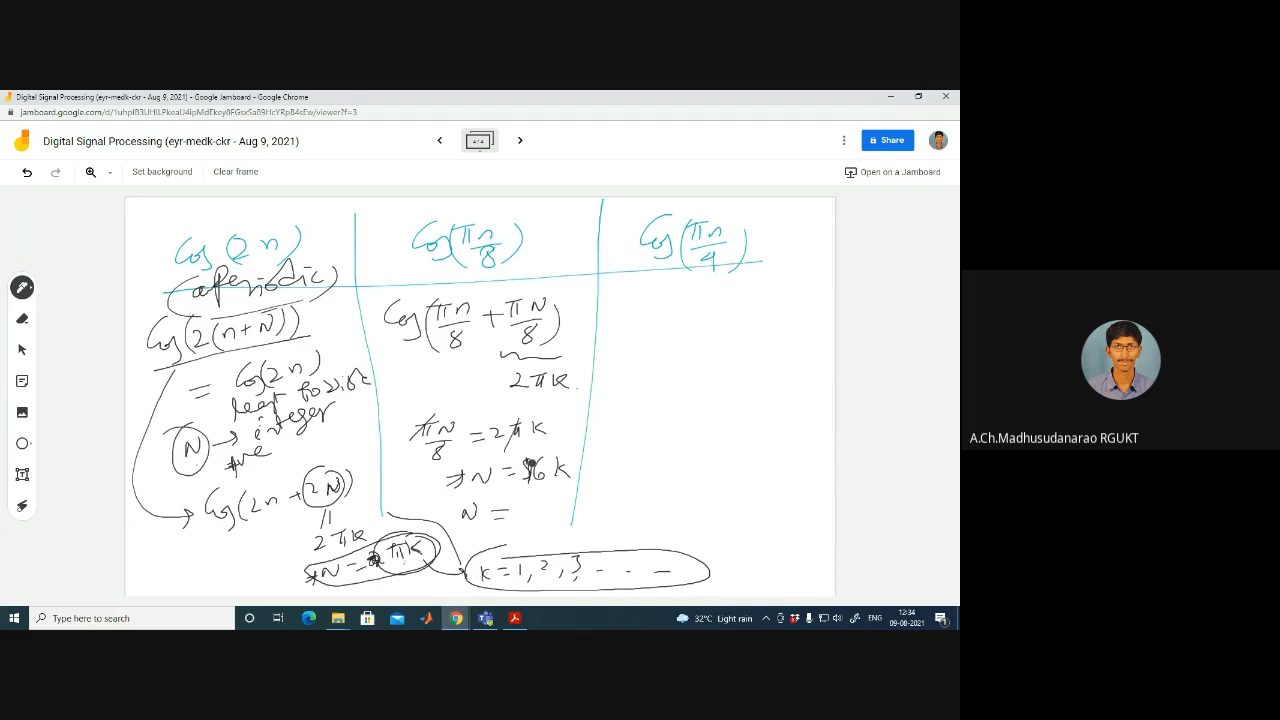 Digital Signal Processing (eyr-medk-ckr - Aug 9, 2021) - Google Jamboard - Google Chrome
Digital Signal Processing (eyr-medk-ckr - Aug 9, 2021)
4 / 4
Share
Set background
Clear frame
Open on a Jamboard
Cos(2n)
(aperiodic)
Cos(2(n+N))
= Cos(2n)
least positive
integer
N → +ve
Cos(2n + 2N)
=
2πk
⇒ N = πk
Cos(πn/8)
Cos(πn/8 + πN/8)
2πk.
πN/8 = 2πk
⇒ N = 16k
N =
k = 1, 2, 3, - - - —
Cos(πn/4)
A.Ch.Madhusudanarao RGUKT
Type here to search
32°C Light rain
ENG
12:34
09-08-2021